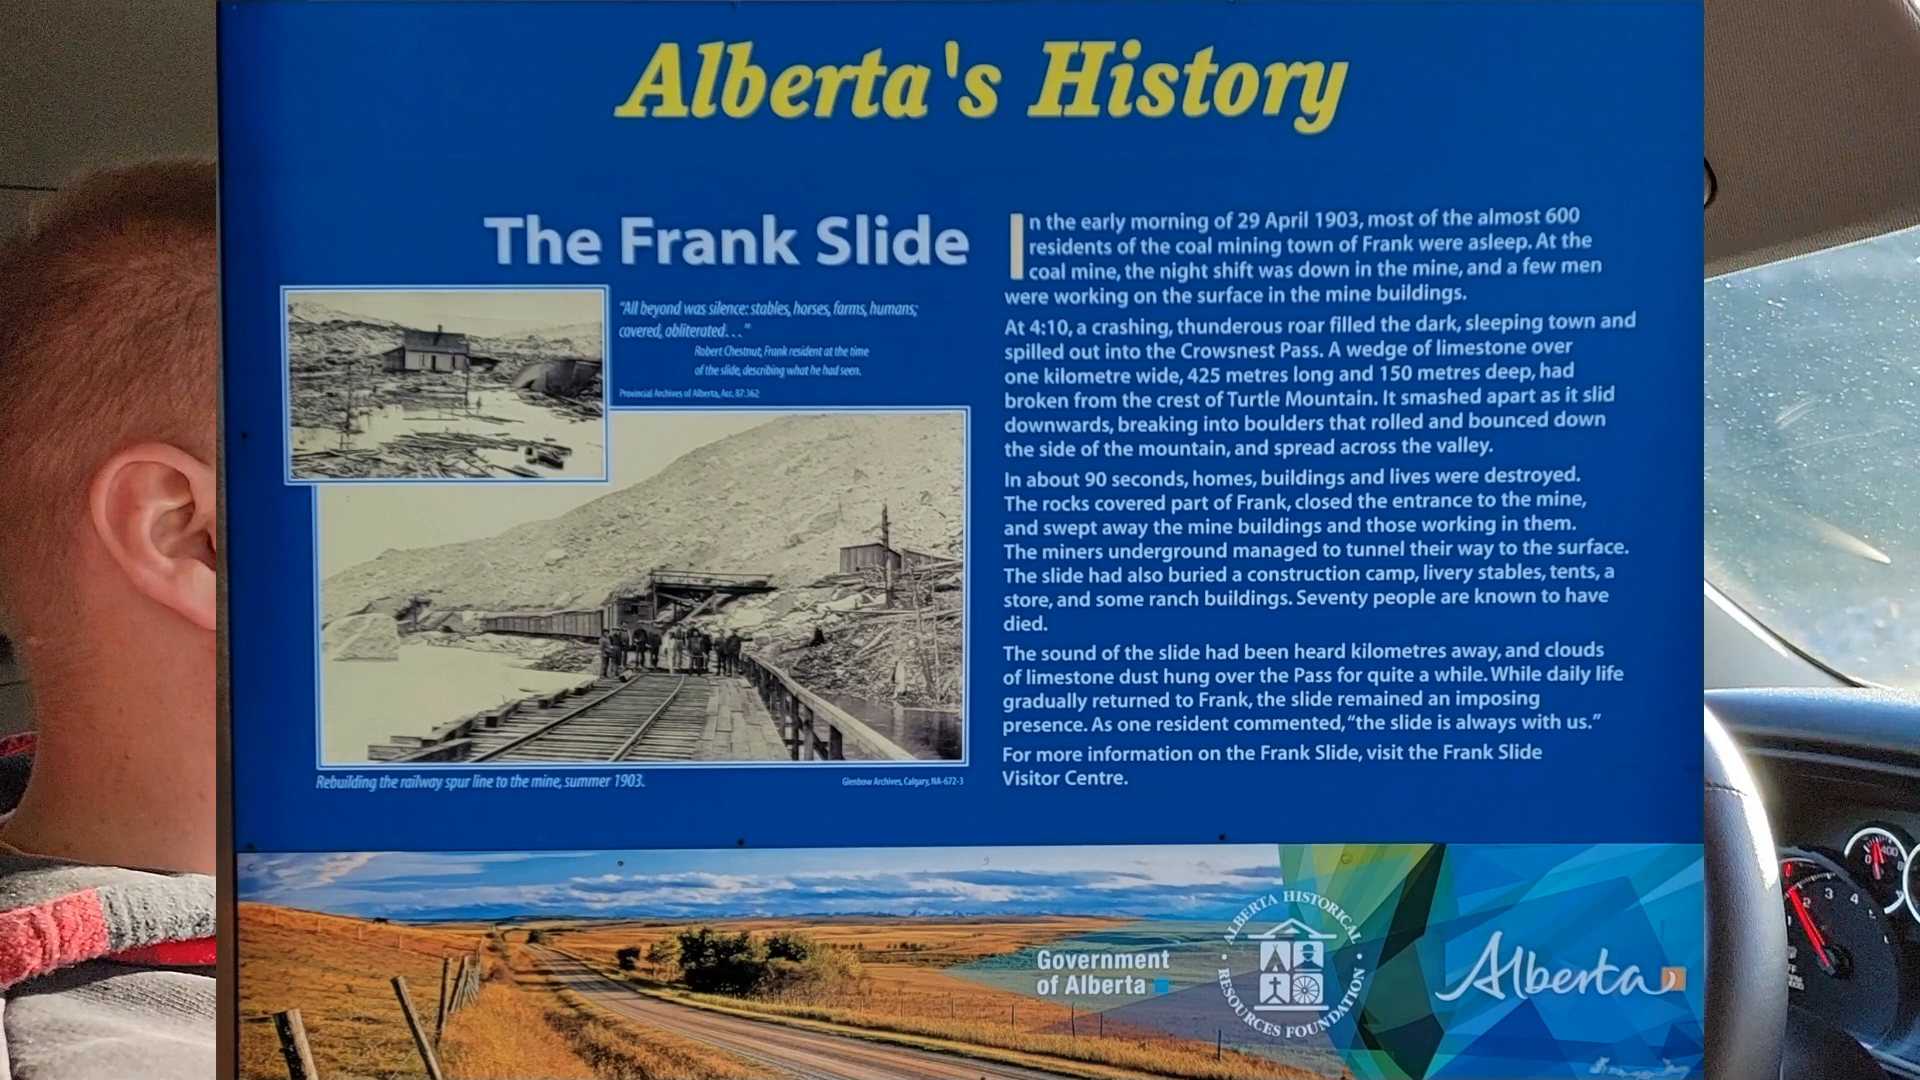 Alberta's History
The Frank Slide
"All beyond was silence: stables, horses, farms, humans;
covered, obliterated . . ."
Robert Chestnut, Frank resident at the time
of the slide, describing what he had seen.
Provincial Archives of Alberta, Acc. 87.362
Rebuilding the railway spur line to the mine, summer 1903.
Glenbow Archives, Calgary, NA-672-3
In the early morning of 29 April 1903, most of the almost 600
residents of the coal mining town of Frank were asleep. At the
coal mine, the night shift was down in the mine, and a few men
were working on the surface in the mine buildings.
At 4:10, a crashing, thunderous roar filled the dark, sleeping town and
spilled out into the Crowsnest Pass. A wedge of limestone over
one kilometre wide, 425 metres long and 150 metres deep, had
broken from the crest of Turtle Mountain. It smashed apart as it slid
downwards, breaking into boulders that rolled and bounced down
the side of the mountain, and spread across the valley.
In about 90 seconds, homes, buildings and lives were destroyed.
The rocks covered part of Frank, closed the entrance to the mine,
and swept away the mine buildings and those working in them.
The miners underground managed to tunnel their way to the surface.
The slide had also buried a construction camp, livery stables, tents, a
store, and some ranch buildings. Seventy people are known to have
died.
The sound of the slide had been heard kilometres away, and clouds
of limestone dust hung over the Pass for quite a while. While daily life
gradually returned to Frank, the slide remained an imposing
presence. As one resident commented, "the slide is always with us."
For more information on the Frank Slide, visit the Frank Slide
Visitor Centre.
Government
of Alberta
ALBERTA HISTORICAL
RESOURCES FOUNDATION
Alberta
2 3 4